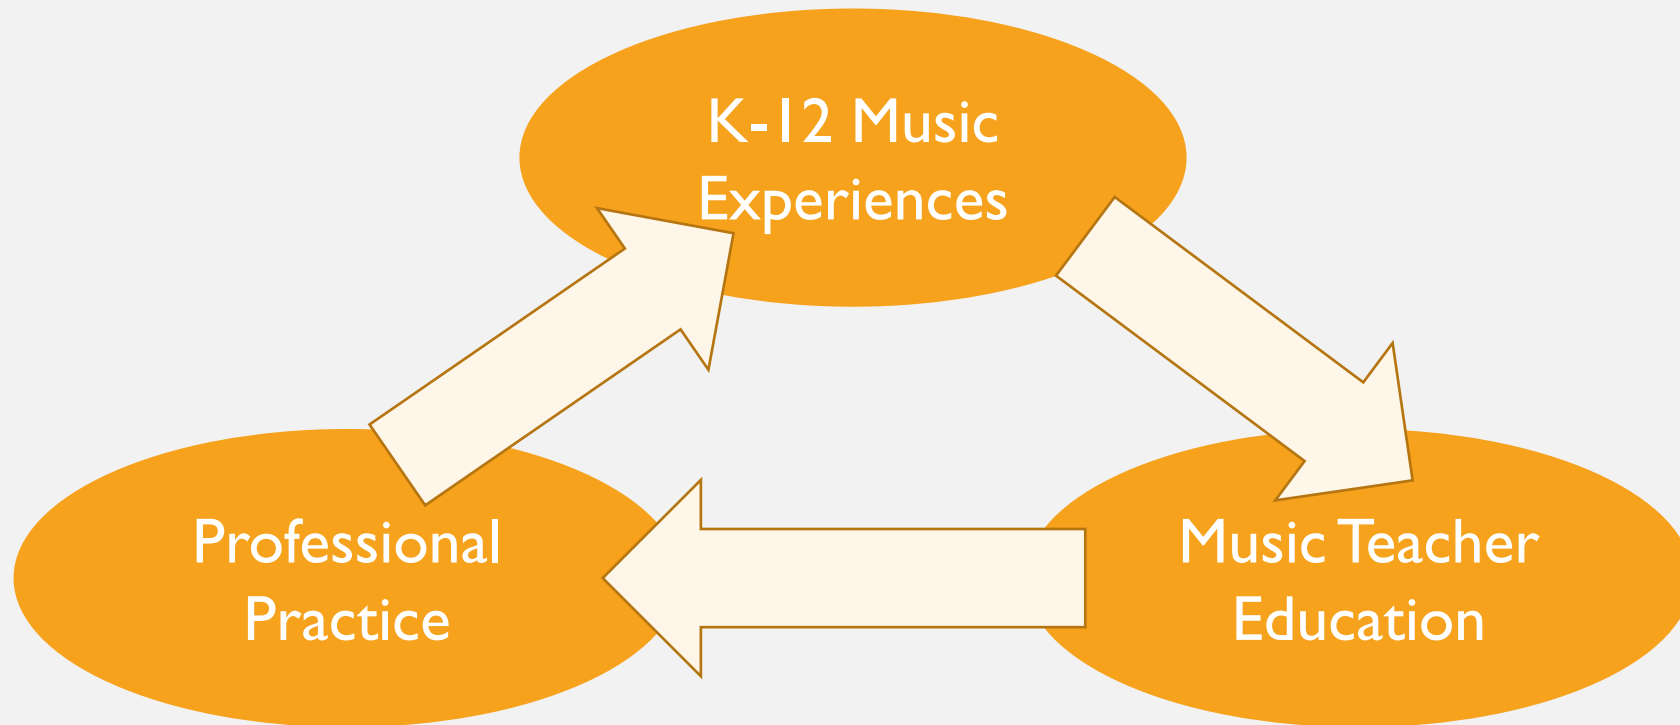 K-12 Music
Experiences
Professional
Practice
Music Teacher
Education